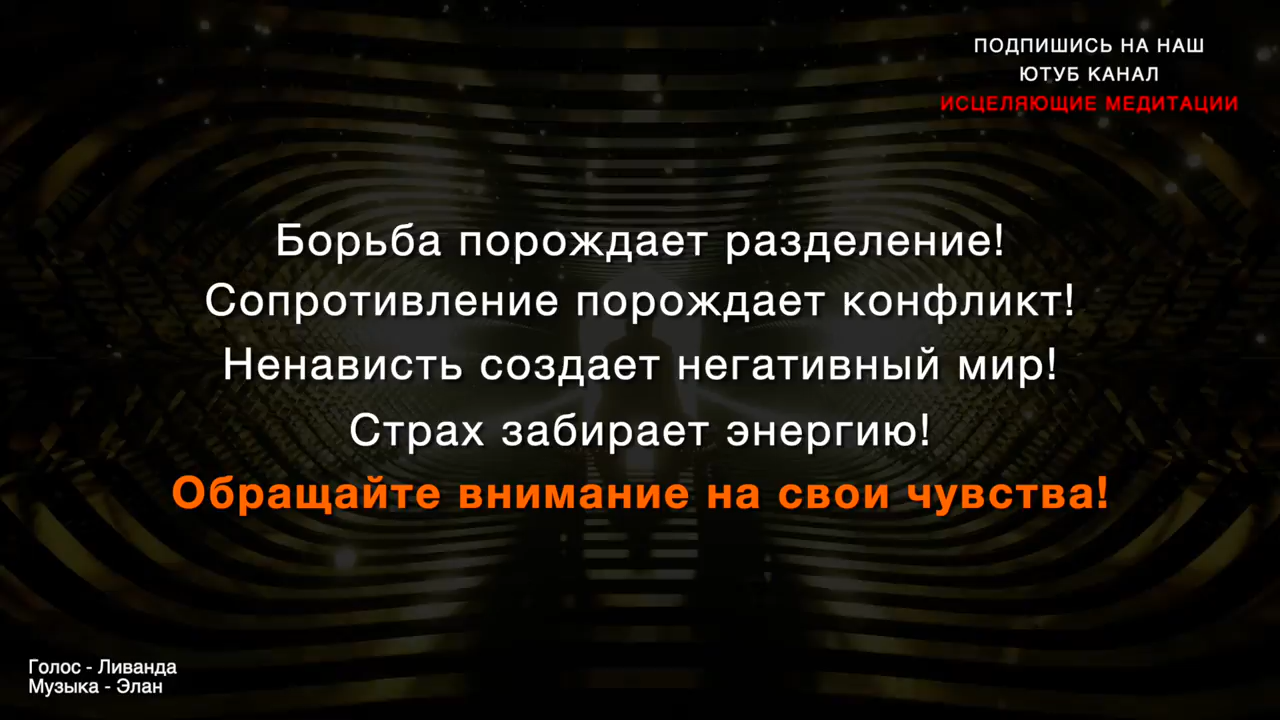 ПОДПИШИСЬ НА НАШ
ЮТУБ КАНАЛ
ИСЦЕЛЯЮЩИЕ МЕДИТАЦИИ
Борьба порождает разделение!
Сопротивление порождает конфликт!
Ненависть создает негативный мир!
Страх забирает энергию!
Обращайте внимание на свои чувства!
Голос - Ливанда
Музыка - Элан